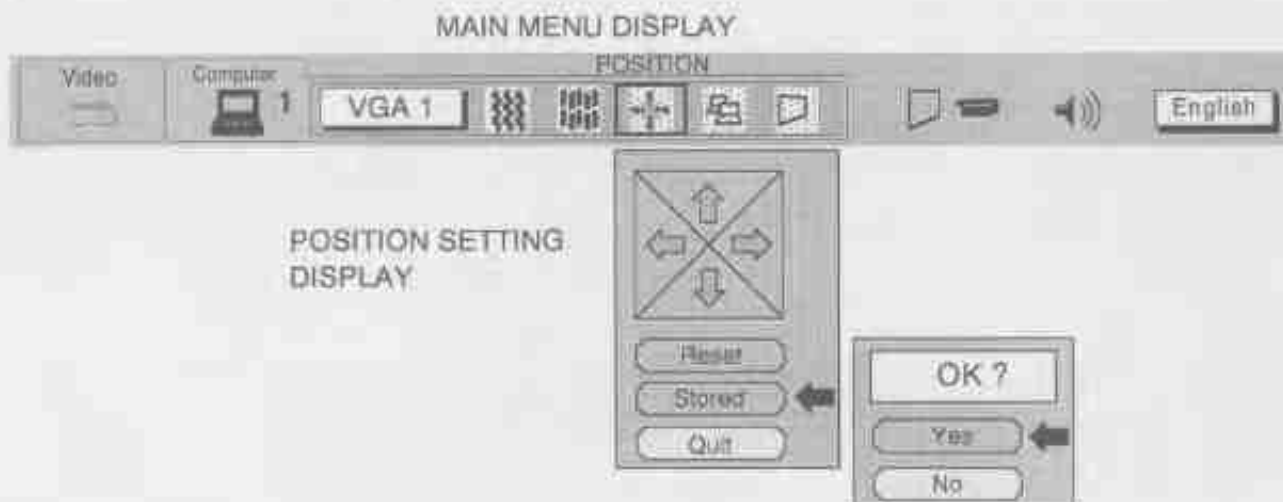 MAIN MENU DISPLAY
POSITION
Video
Computer
1
VGA 1
English
POSITION SETTING
DISPLAY
Reset
Stored
Quit
OK ?
Yes
No